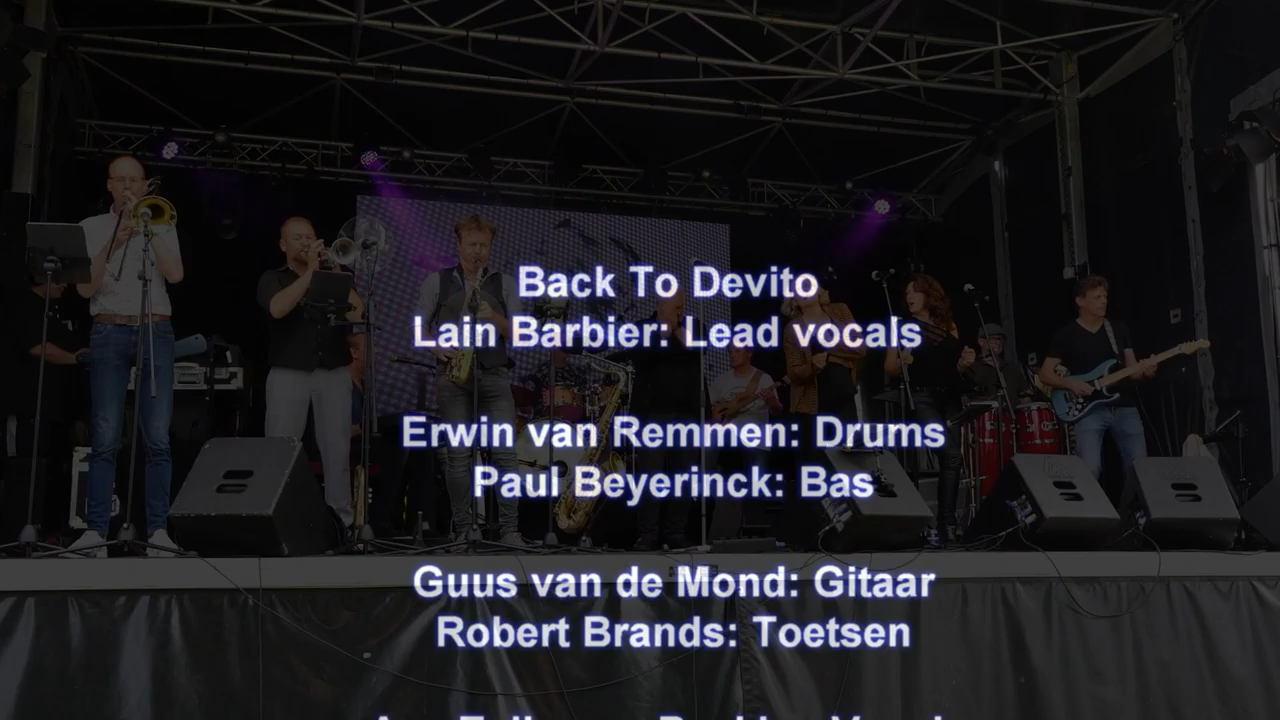 Back To Devito
Lain Barbier: Lead vocals
Erwin van Remmen: Drums
Paul Beyerinck: Bas
Guus van de Mond: Gitaar
Robert Brands: Toetsen